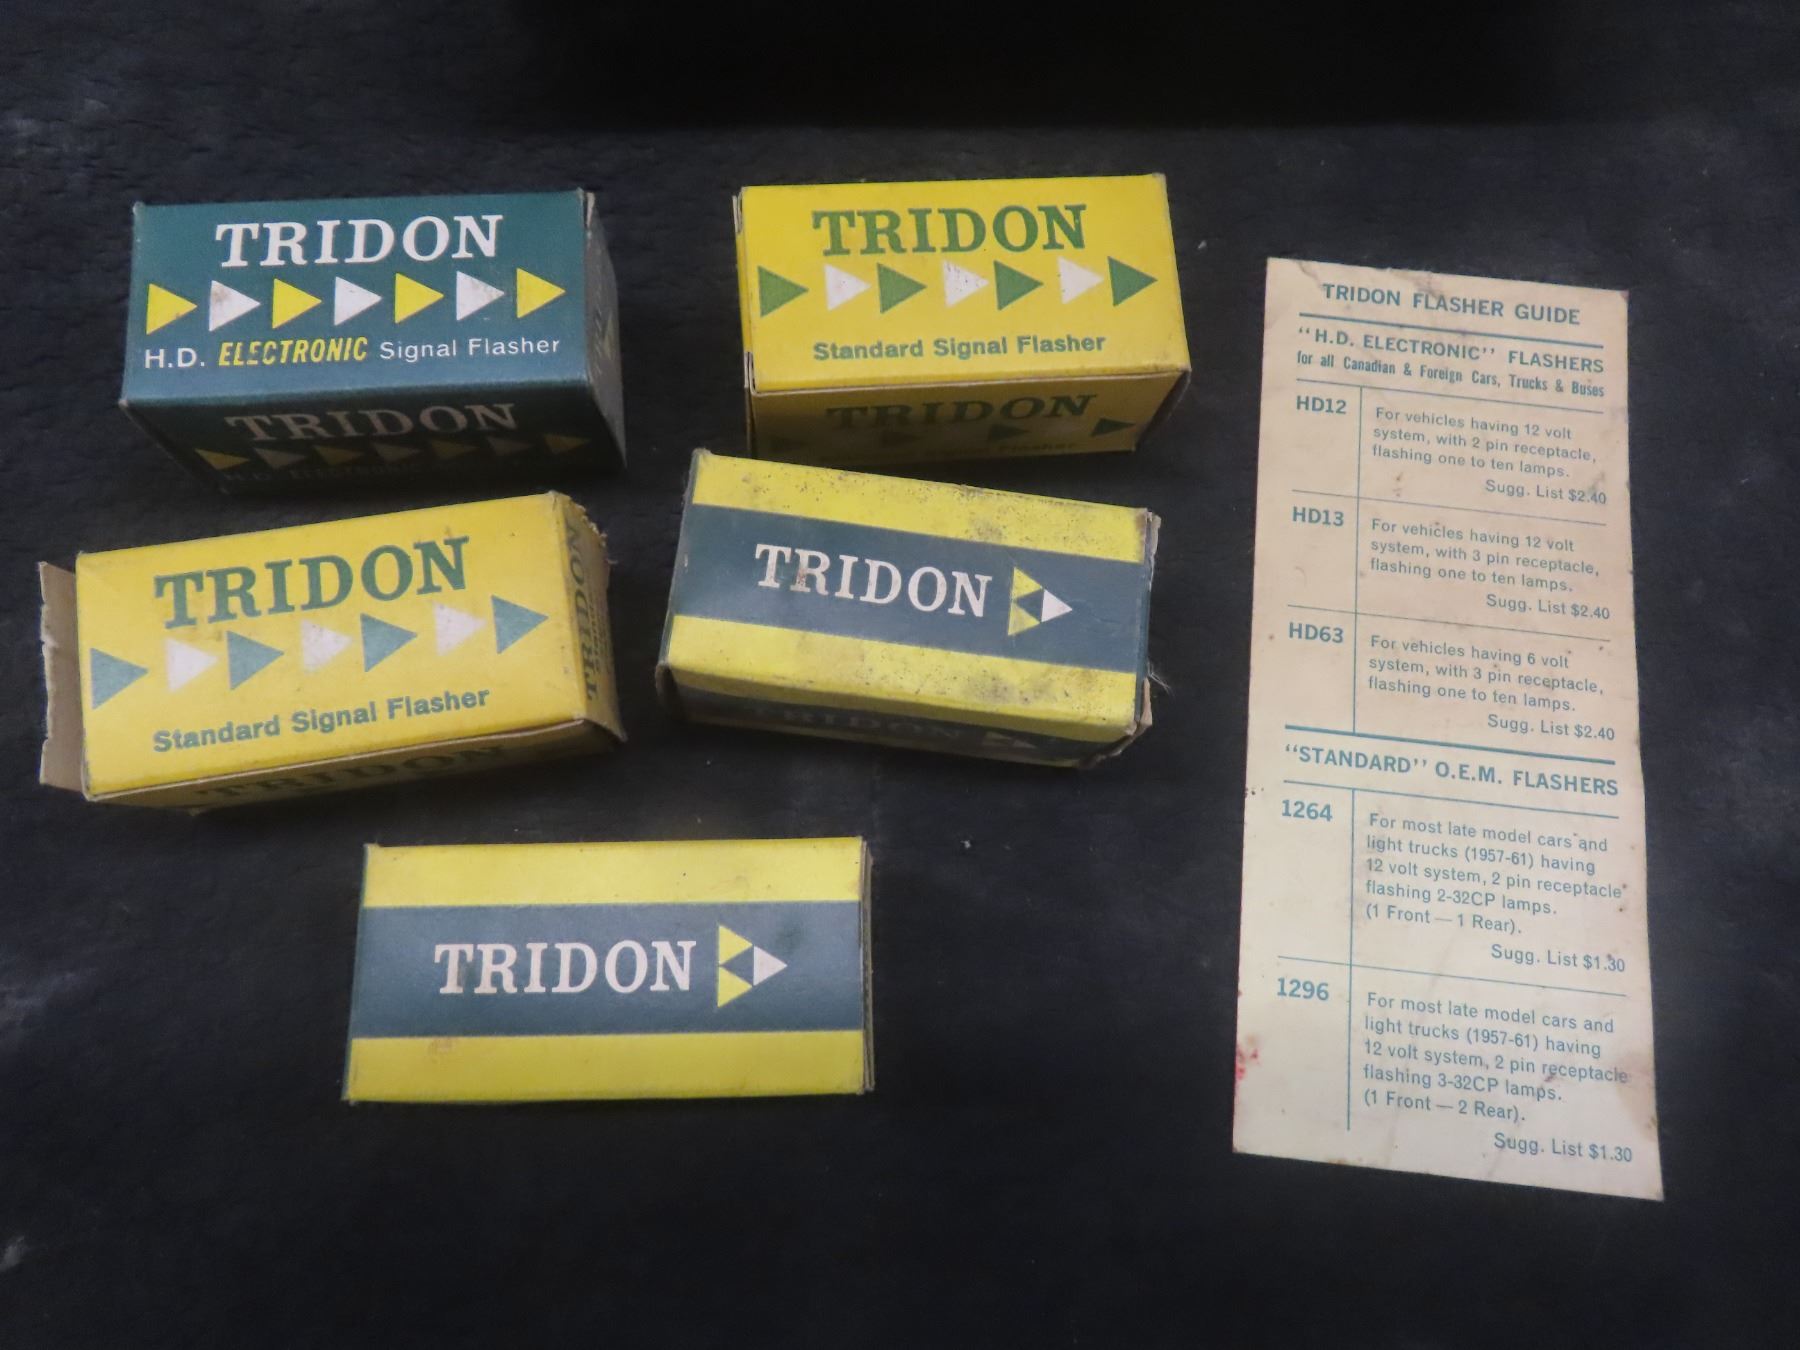 TRIDON
H.D. ELECTRONIC Signal Flasher
TRIDON
H.D. ELECTRONIC
TRIDON
Standard Signal Flasher
TRIDON
Flasher
TRIDON
Standard Signal Flasher
TRIDON
TRIDON
Standard
TRIDON
TRIDON
TRIDON
TRIDON FLASHER GUIDE
"H.D. ELECTRONIC" FLASHERS
for all Canadian & Foreign Cars, Trucks & Buses
HD12
For vehicles having 12 volt
system, with 2 pin receptacle,
flashing one to ten lamps.
Sugg. List $2.40
HD13
For vehicles having 12 volt
system, with 3 pin receptacle,
flashing one to ten lamps.
Sugg. List $2.40
HD63
For vehicles having 6 volt
system, with 3 pin receptacle,
flashing one to ten lamps.
Sugg. List $2.40
"STANDARD" O.E.M. FLASHERS
1264
For most late model cars and
light trucks (1957-61) having
12 volt system, 2 pin receptacle
flashing 2-32CP lamps.
(1 Front — 1 Rear).
Sugg. List $1.30
1296
For most late model cars and
light trucks (1957-61) having
12 volt system, 2 pin receptacle
flashing 3-32CP lamps.
(1 Front — 2 Rear).
Sugg. List $1.30